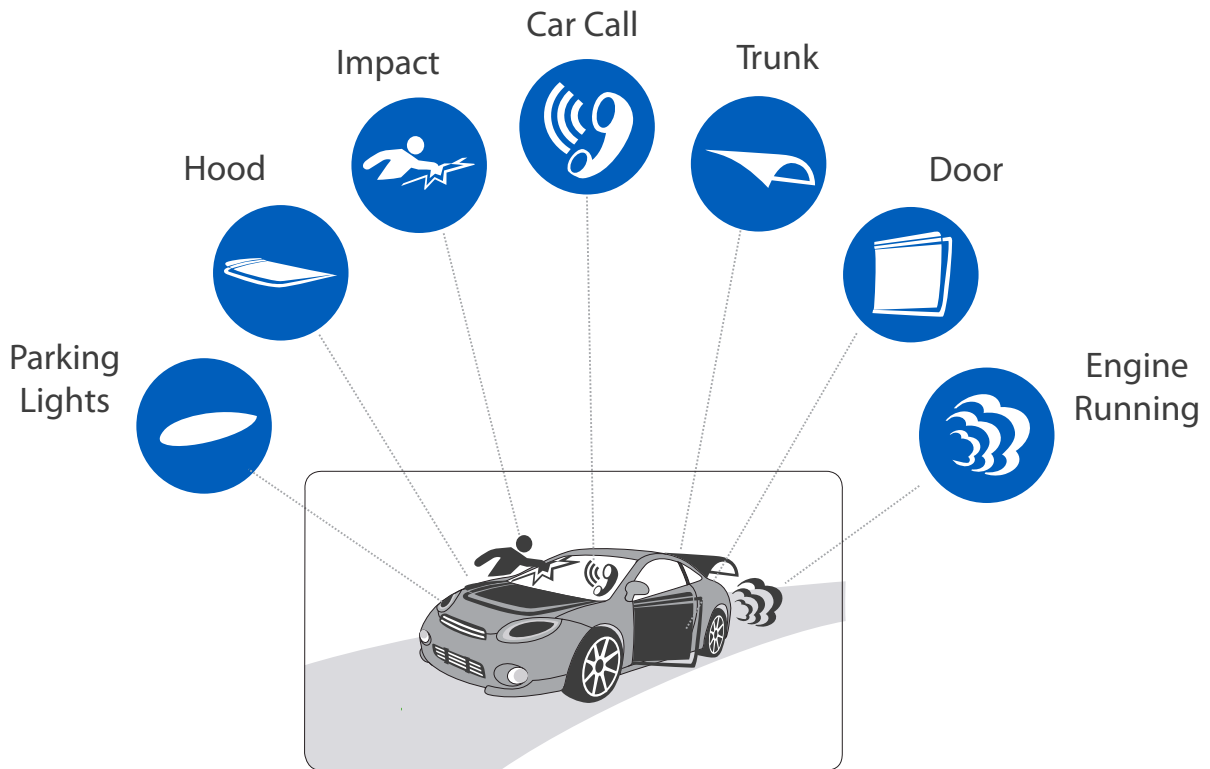 Car Call
Impact
Trunk
Hood
Door
Parking
Lights
Engine
Running